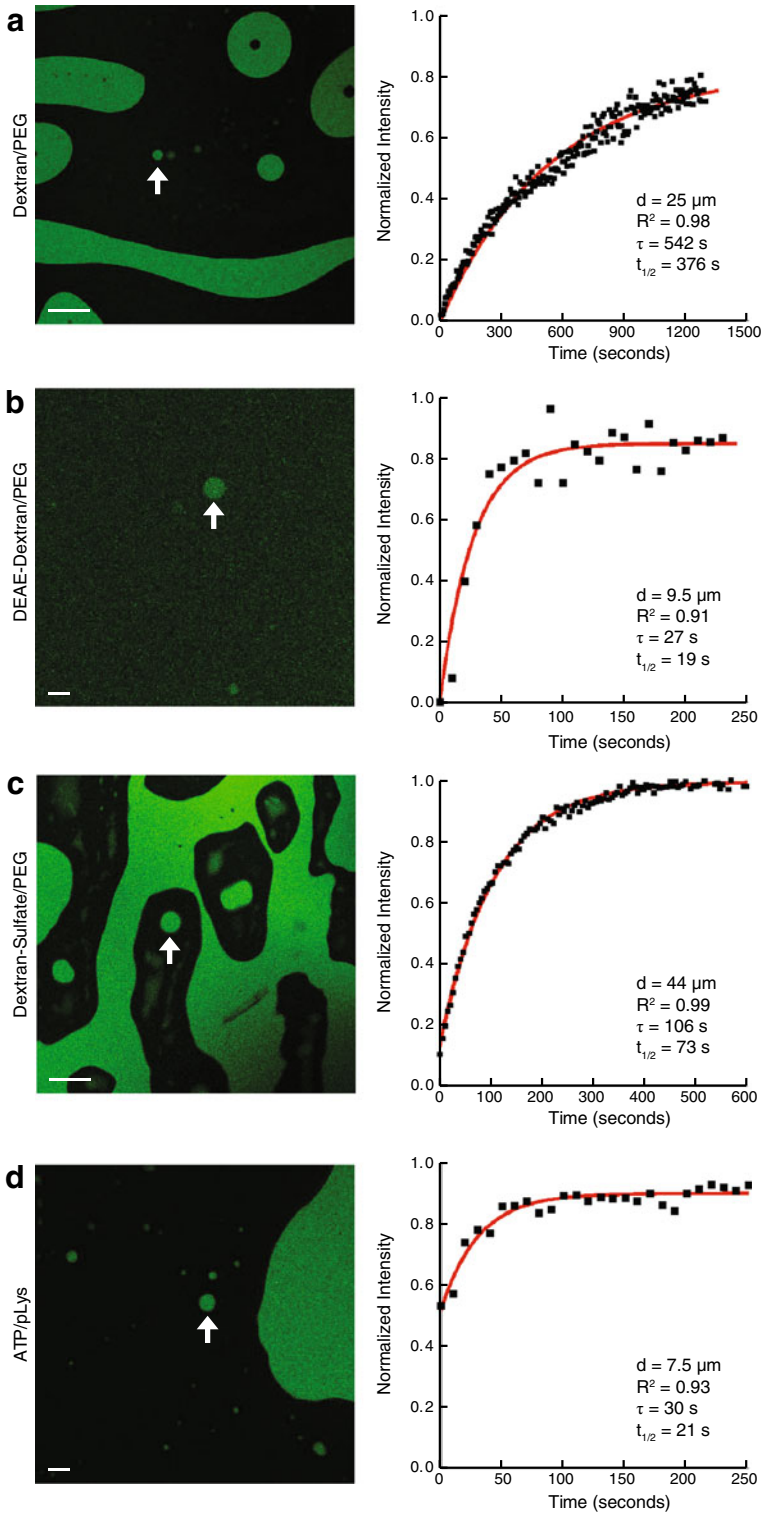 a
Dextran/PEG
Normalized Intensity
1.0
0.8
0.6
0.4
0.2
0.0
d = 25 µm
R² = 0.98
τ = 542 s
t1/2 = 376 s
0 300 600 900 1200 1500
Time (seconds)
b
DEAE-Dextran/PEG
Normalized Intensity
1.0
0.8
0.6
0.4
0.2
0.0
d = 9.5 µm
R² = 0.91
τ = 27 s
t1/2 = 19 s
0 50 100 150 200 250
Time (seconds)
c
Dextran-Sulfate/PEG
Normalized Intensity
1.0
0.8
0.6
0.4
0.2
0.0
d = 44 µm
R² = 0.99
τ = 106 s
t1/2 = 73 s
0 100 200 300 400 500 600
Time (seconds)
d
ATP/pLys
Normalized Intensity
1.0
0.8
0.6
0.4
0.2
0.0
d = 7.5 µm
R² = 0.93
τ = 30 s
t1/2 = 21 s
0 50 100 150 200 250
Time (seconds)